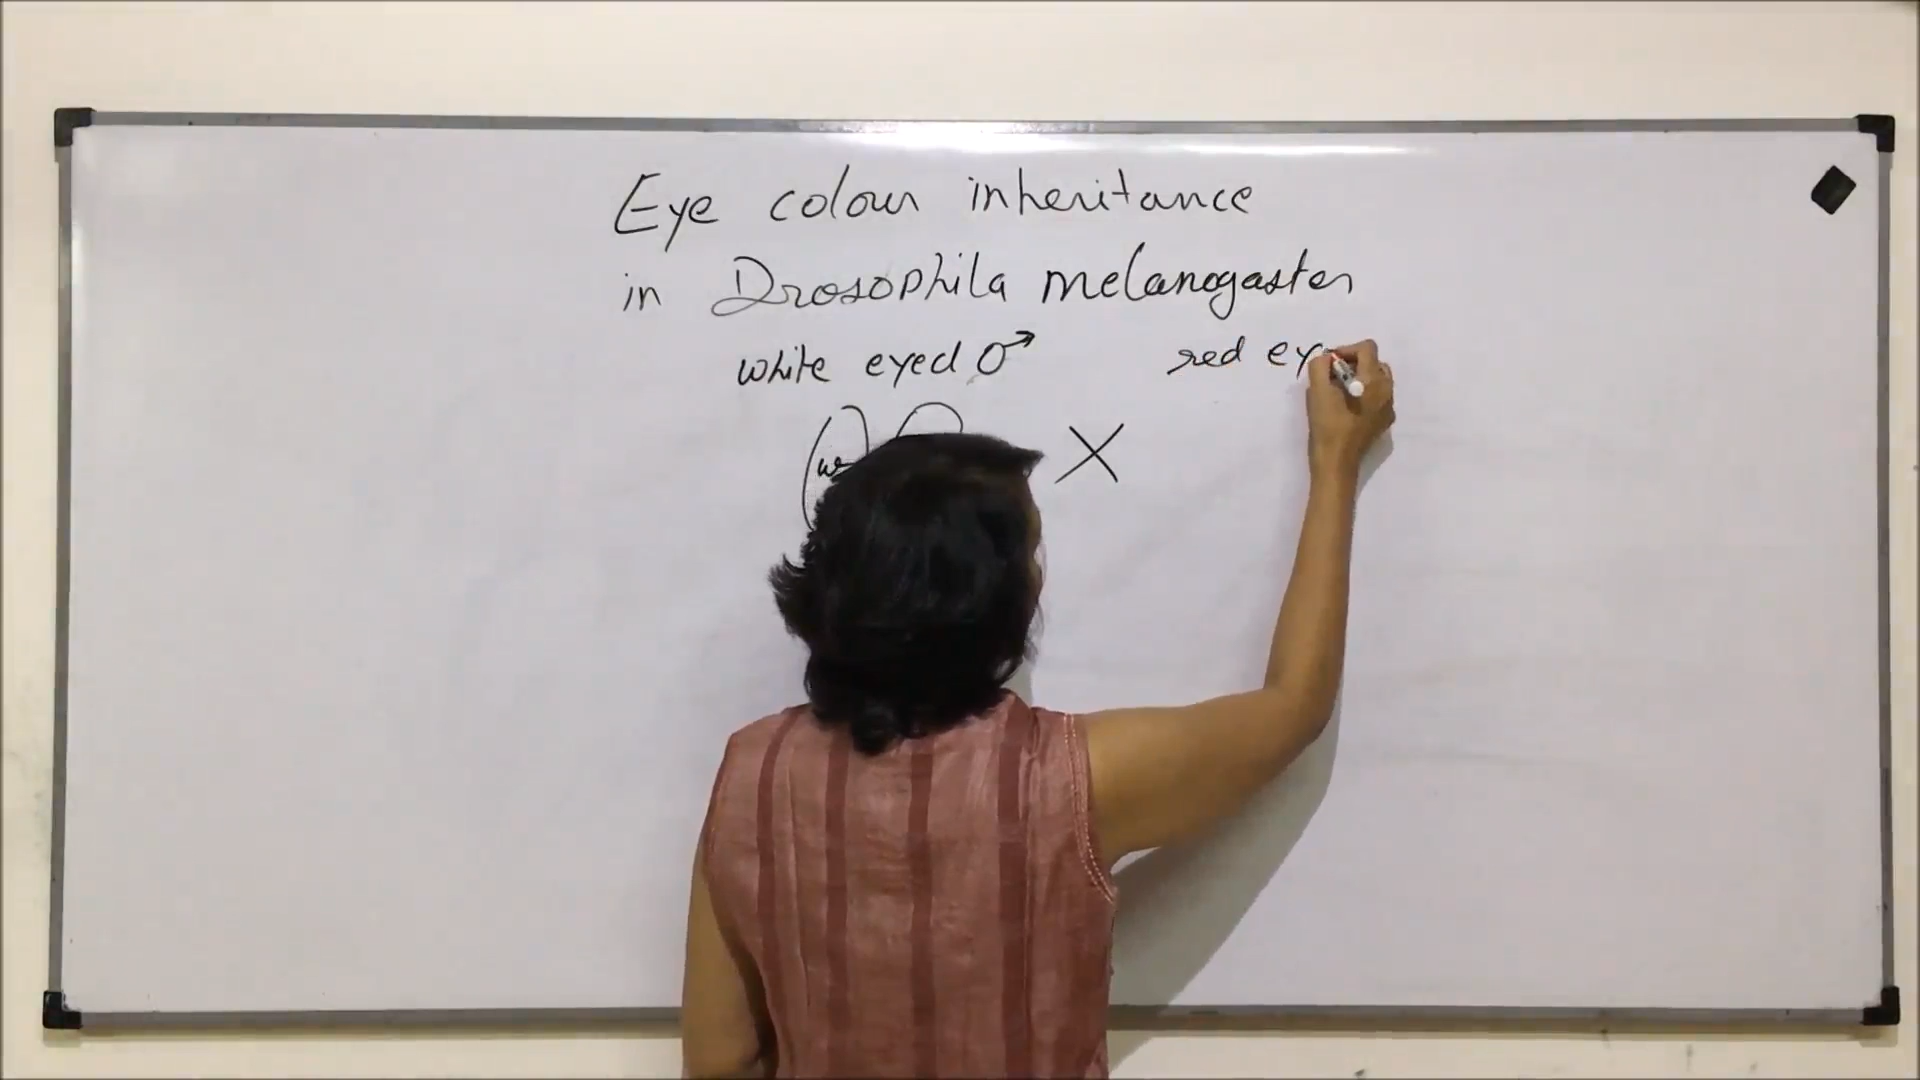 Eye colour inheritance
in Drosophila melanogaster
white eyed ♂ red ey
w X